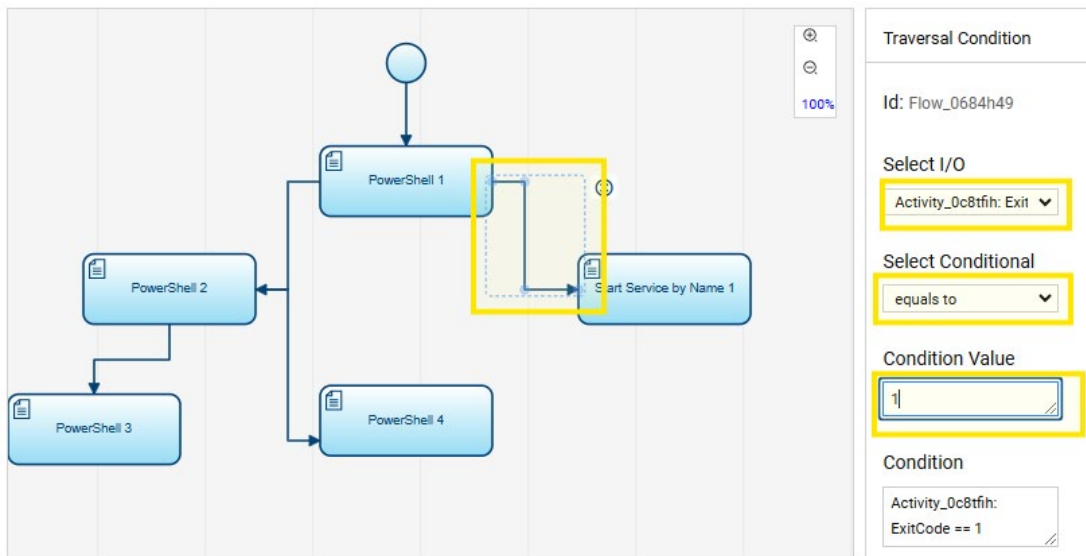 100%
PowerShell 1
PowerShell 2
Start Service by Name 1
PowerShell 3
PowerShell 4
Traversal Condition
Id: Flow_0684h49
Select I/O
Activity_0c8tfih: Exit
Select Conditional
equals to
Condition Value
1
Condition
Activity_0c8tfih:
ExitCode == 1